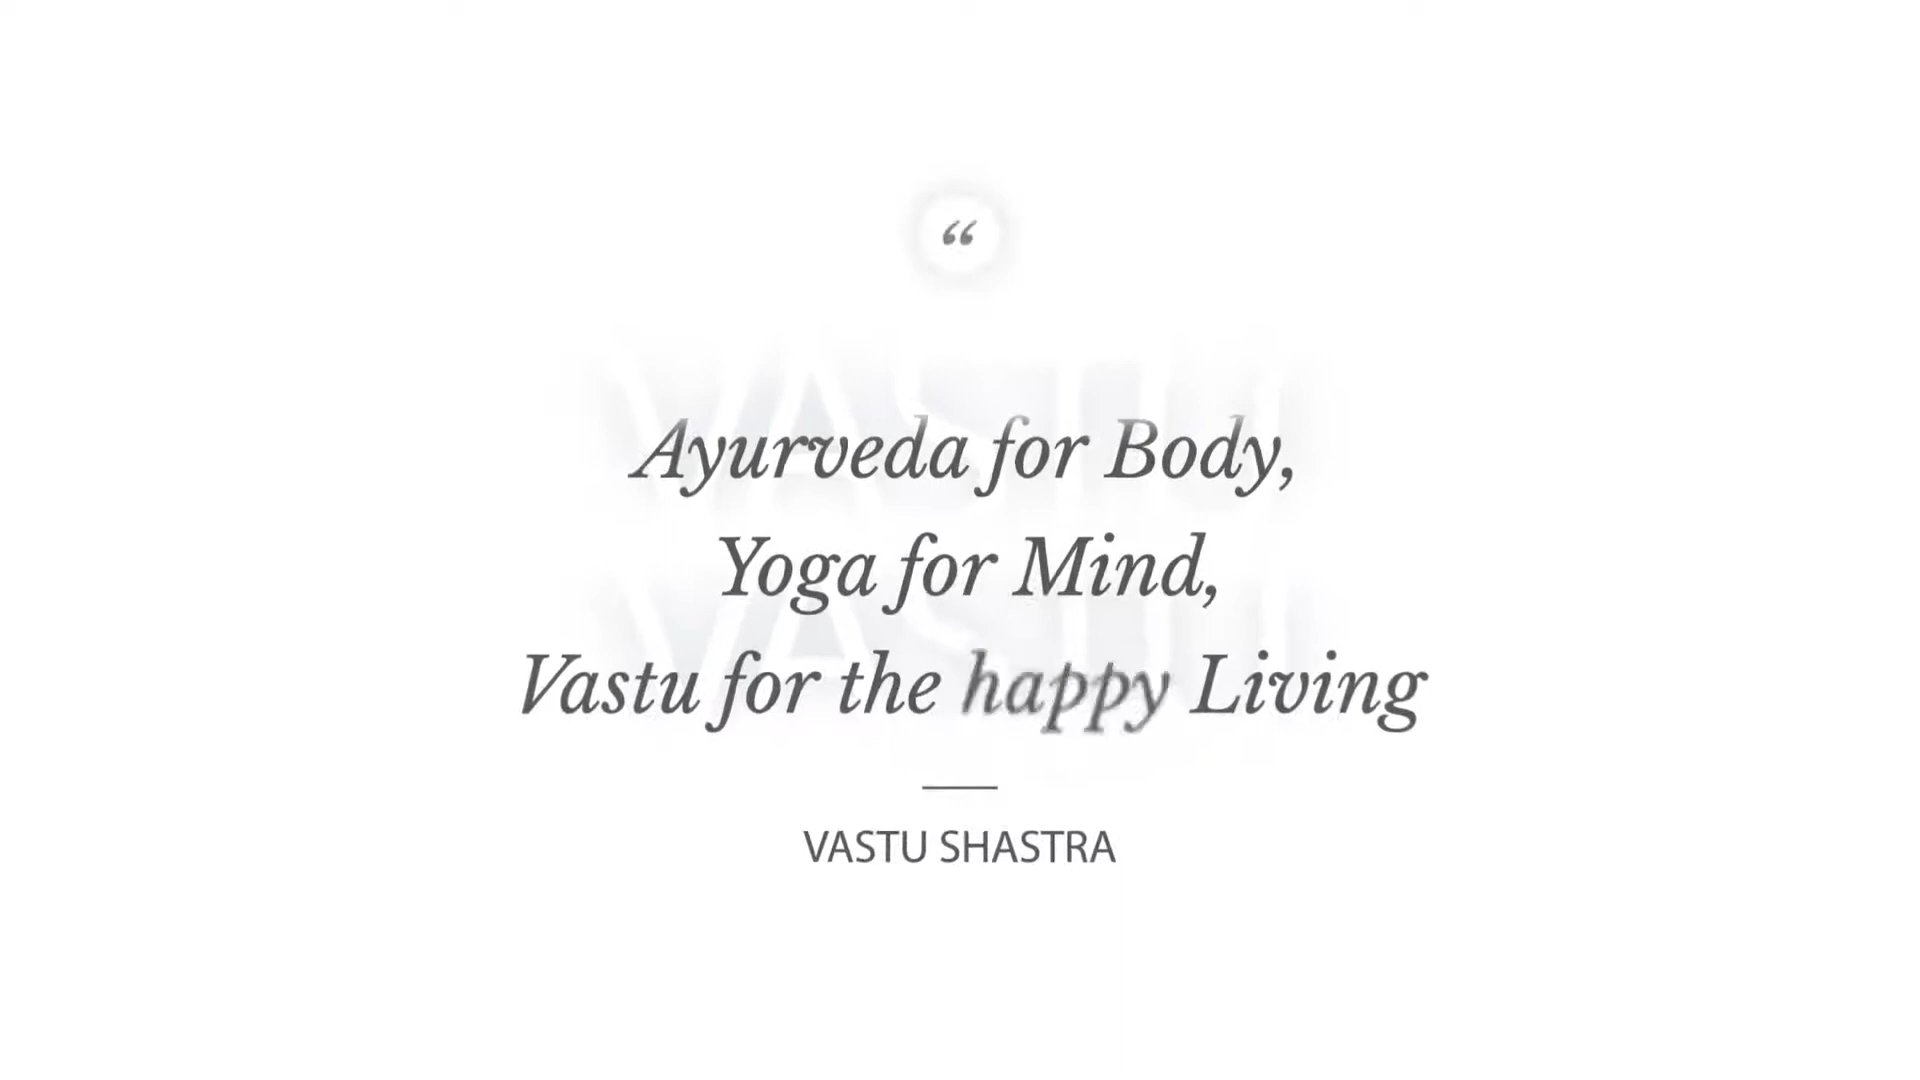 “
Ayurveda for Body,
Yoga for Mind,
Vastu for the happy Living
VASTU SHASTRA